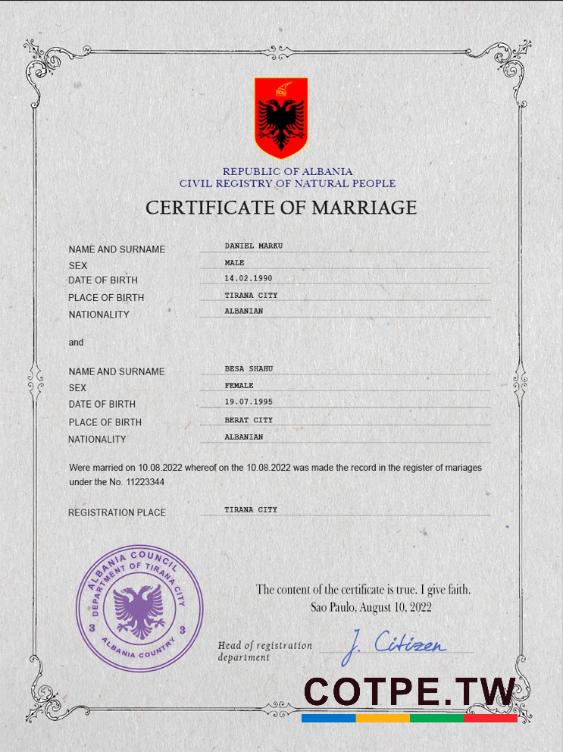 REPUBLIC OF ALBANIA
CIVIL REGISTRY OF NATURAL PEOPLE
CERTIFICATE OF MARRIAGE
NAME AND SURNAME DANIEL MARKU
SEX MALE
DATE OF BIRTH 14.02.1990
PLACE OF BIRTH TIRANA CITY
NATIONALITY ALBANIAN
and
NAME AND SURNAME BESA SHAHU
SEX FEMALE
DATE OF BIRTH 19.07.1995
PLACE OF BIRTH BERAT CITY
NATIONALITY ALBANIAN
Were married on 10.08.2022 whereof on the 10.08.2022 was made the record in the register of mariages
under the No. 11223344
REGISTRATION PLACE TIRANA CITY
ALBANIA COUNCIL
DEPARTMENT OF TIRANA CITY
3 3
ALBANIA COUNTRY
The content of the certificate is true. I give faith.
Sao Paulo, August 10, 2022
Head of registration
department
J. Citizen
COTPE.TW